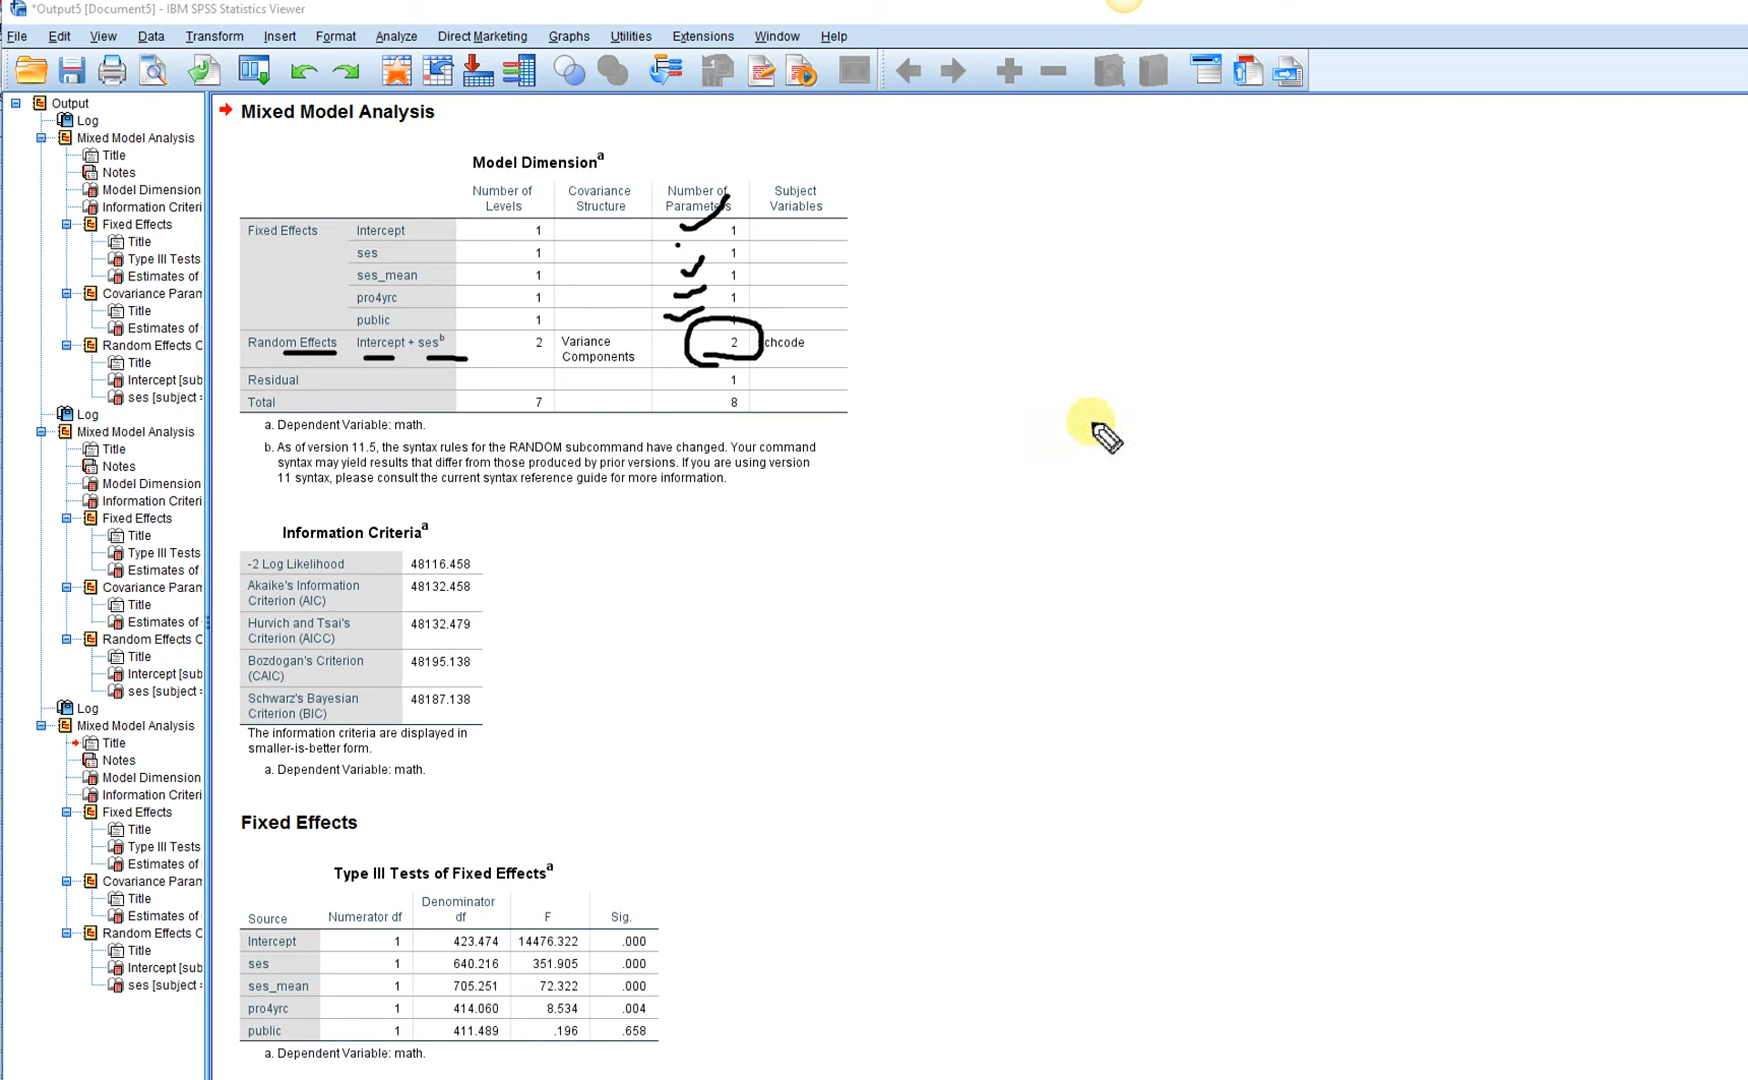 *Output5 [Document5] - IBM SPSS Statistics Viewer
File Edit View Data Transform Insert Format Analyze Direct Marketing Graphs Utilities Extensions Window Help
Output
Log
Mixed Model Analysis
Title
Notes
Model Dimension
Information Criteri
Fixed Effects
Title
Type III Tests
Estimates of
Covariance Param
Title
Estimates of
Random Effects C
Title
Intercept [sub
ses [subject =
Log
Mixed Model Analysis
Title
Notes
Model Dimension
Information Criteri
Fixed Effects
Title
Type III Tests
Estimates of
Covariance Param
Title
Estimates of
Random Effects C
Title
Intercept [sub
ses [subject =
Log
Mixed Model Analysis
Title
Notes
Model Dimension
Information Criteri
Fixed Effects
Title
Type III Tests
Estimates of
Covariance Param
Title
Estimates of
Random Effects C
Title
Intercept [sub
ses [subject =
Mixed Model Analysis
Model Dimension a
Number of Levels Covariance Structure Number of Parameters Subject Variables
Fixed Effects Intercept 1 1
ses 1 1
ses_mean 1 1
pro4yrc 1 1
public 1 1
Random Effects Intercept + ses b 2 Variance Components 2 chcode
Residual 1
Total 7 8
a. Dependent Variable: math.
b. As of version 11.5, the syntax rules for the RANDOM subcommand have changed. Your command
syntax may yield results that differ from those produced by prior versions. If you are using version
11 syntax, please consult the current syntax reference guide for more information.
Information Criteria a
-2 Log Likelihood 48116.458
Akaike's Information Criterion (AIC) 48132.458
Hurvich and Tsai's Criterion (AICC) 48132.479
Bozdogan's Criterion (CAIC) 48195.138
Schwarz's Bayesian Criterion (BIC) 48187.138
The information criteria are displayed in
smaller-is-better form.
a. Dependent Variable: math.
Fixed Effects
Type III Tests of Fixed Effects a
Source Numerator df Denominator df F Sig.
Intercept 1 423.474 14476.322 .000
ses 1 640.216 351.905 .000
ses_mean 1 705.251 72.322 .000
pro4yrc 1 414.060 8.534 .004
public 1 411.489 .196 .658
a. Dependent Variable: math.